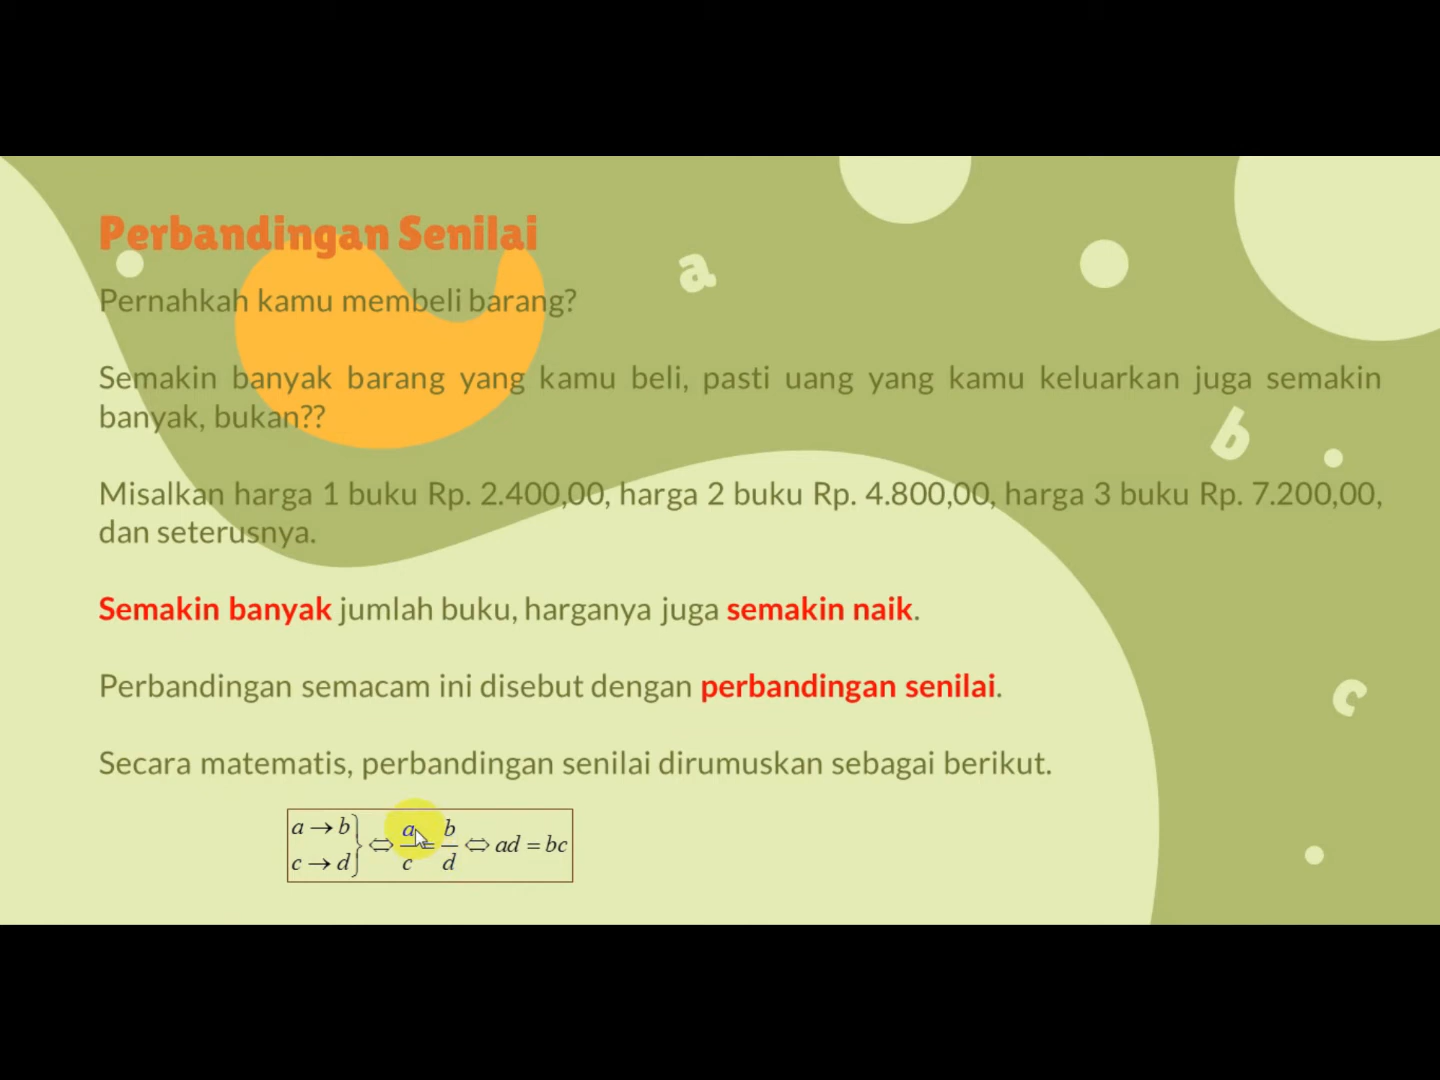 Perbandingan Senilai
a
Pernahkah kamu membeli barang?
Semakin banyak barang yang kamu beli, pasti uang yang kamu keluarkan juga semakin
banyak, bukan??
b
Misalkan harga 1 buku Rp. 2.400,00, harga 2 buku Rp. 4.800,00, harga 3 buku Rp. 7.200,00,
dan seterusnya.
Semakin banyak jumlah buku, harganya juga semakin naik.
Perbandingan semacam ini disebut dengan perbandingan senilai.
c
Secara matematis, perbandingan senilai dirumuskan sebagai berikut.
a → b
c → d } ⇔ a/c = b/d ⇔ ad = bc